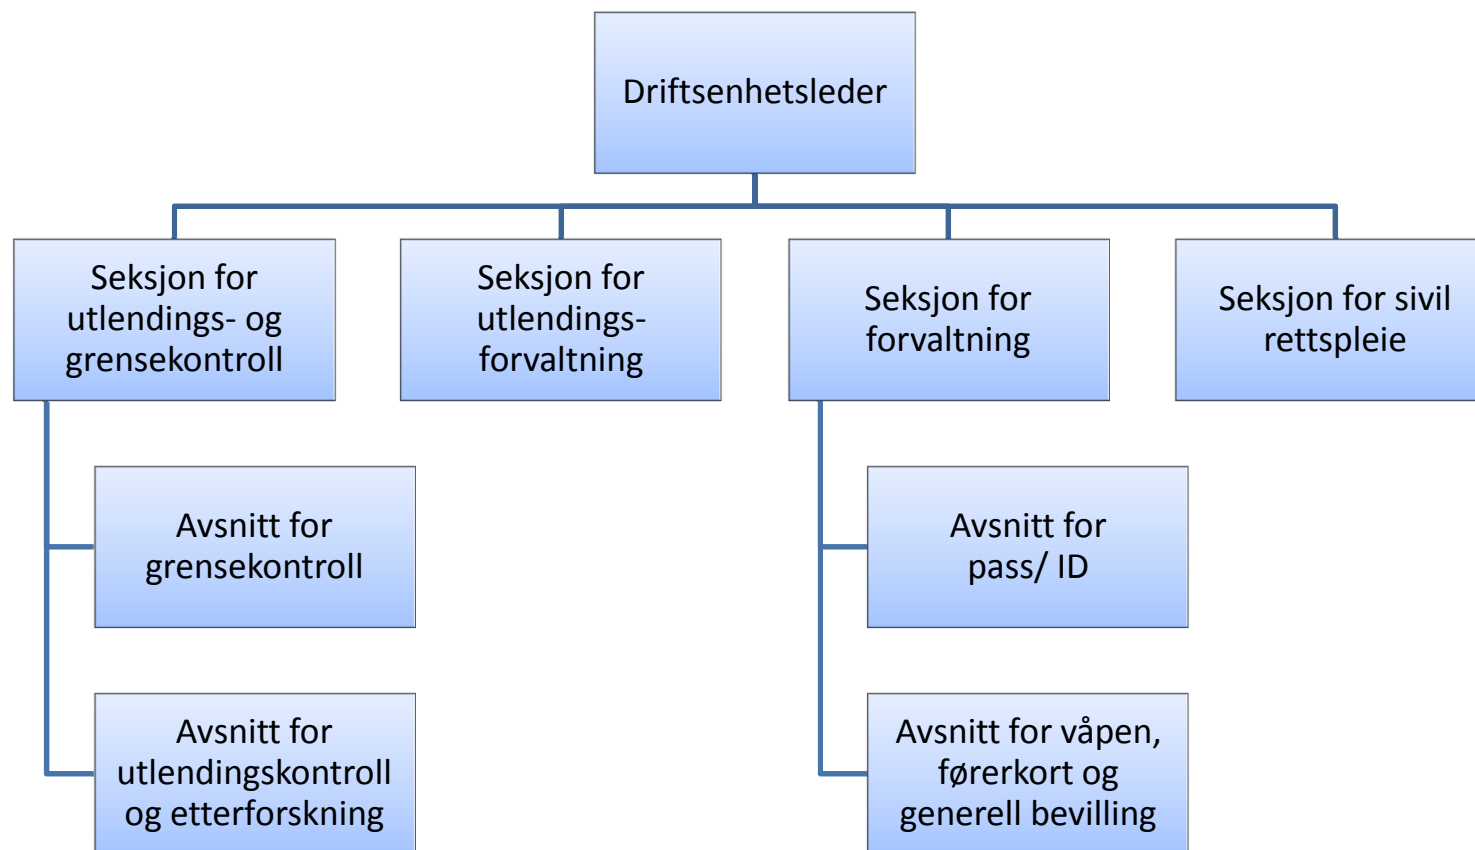 Driftsenhetsleder
Seksjon for
utlendings- og
grensekontroll
Seksjon for
utlendings-
forvaltning
Seksjon for
forvaltning
Seksjon for sivil
rettspleie
Avsnitt for
grensekontroll
Avsnitt for
pass/ ID
Avsnitt for
utlendingskontroll
og etterforskning
Avsnitt for våpen,
førerkort og
generell bevilling